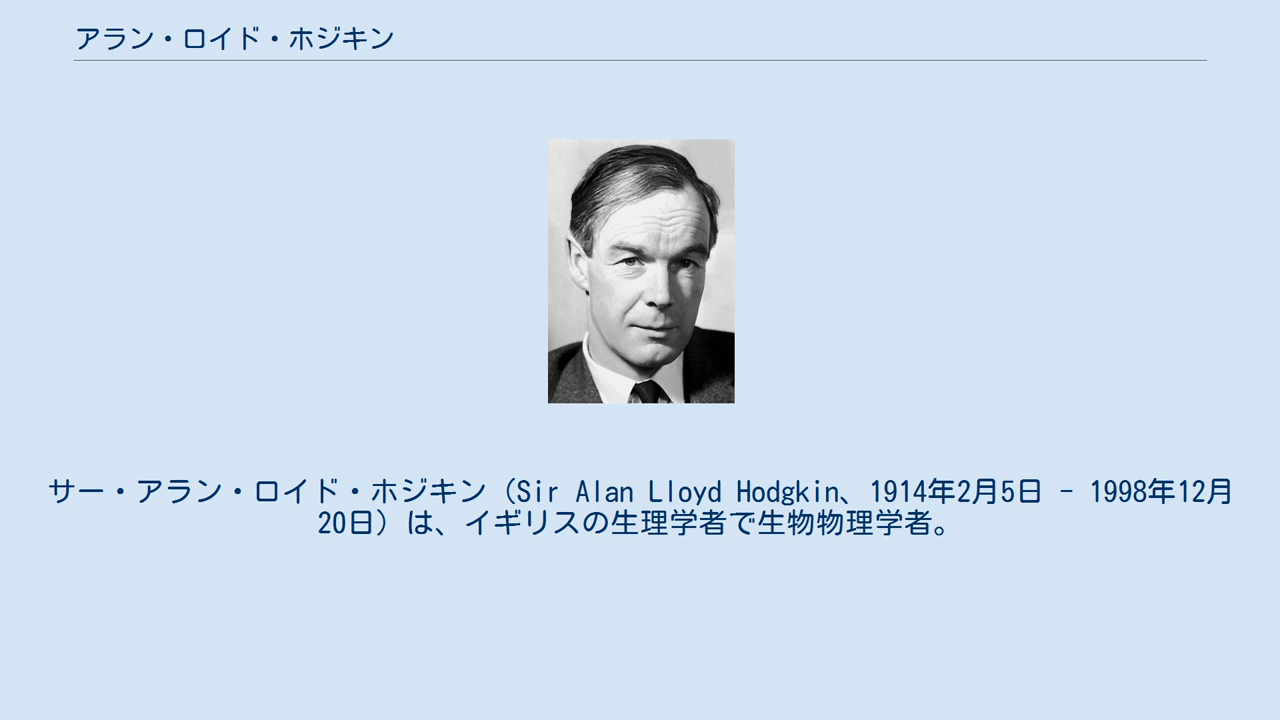 アラン・ロイド・ホジキン
サー・アラン・ロイド・ホジキン（Sir Alan Lloyd Hodgkin、1914年2月5日 - 1998年12月
20日）は、イギリスの生理学者で生物物理学者。